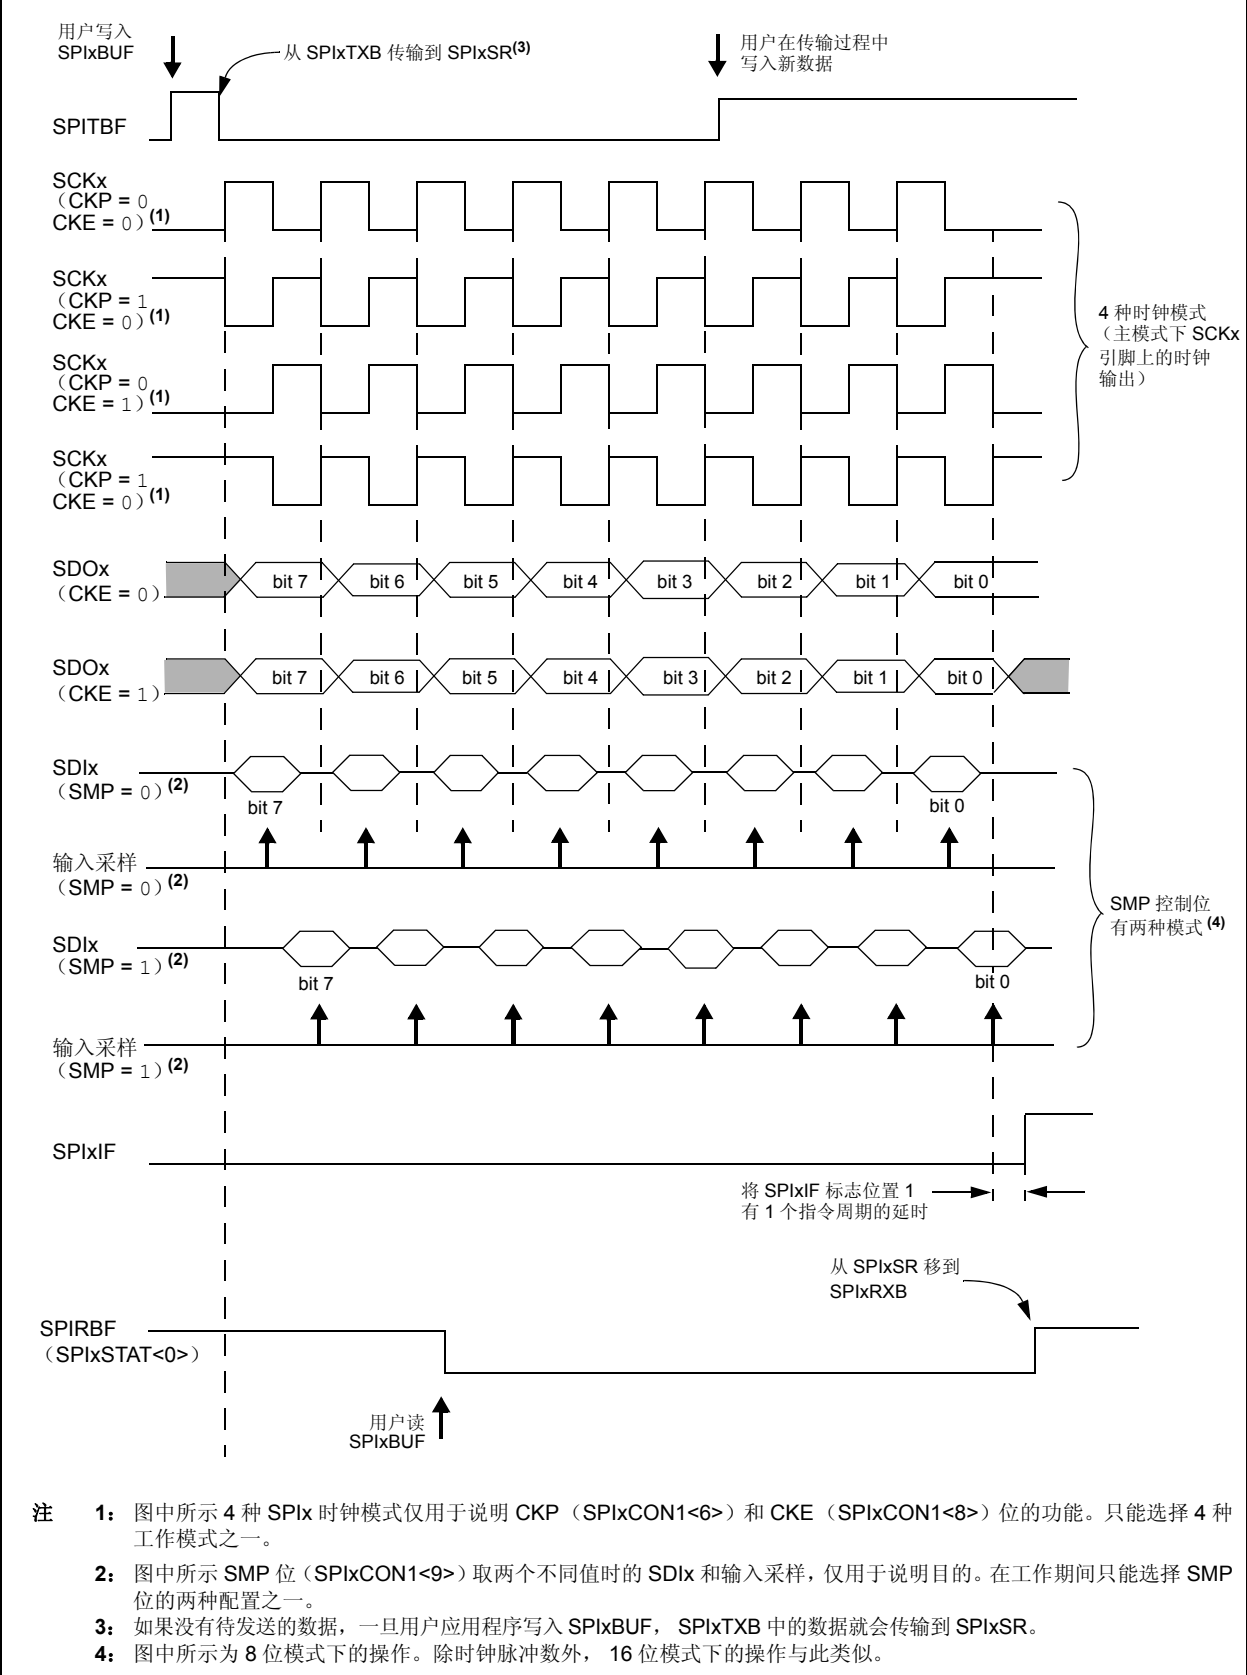 用户写入
SPIxBUF
从 SPIxTXB 传输到 SPIxSR(3)
用户在传输过程中
写入新数据
SPITBF
SCKx
（CKP = 0
CKE = 0）(1)
SCKx
（CKP = 1
CKE = 0）(1)
SCKx
（CKP = 0
CKE = 1）(1)
SCKx
（CKP = 1
CKE = 0）(1)
4 种时钟模式
（主模式下 SCKx
引脚上的时钟
输出）
SDOx
（CKE = 0）
bit 7 bit 6 bit 5 bit 4 bit 3 bit 2 bit 1 bit 0
SDOx
（CKE = 1）
bit 7 bit 6 bit 5 bit 4 bit 3 bit 2 bit 1 bit 0
SDIx
（SMP = 0）(2)
bit 7 bit 0
输入采样
（SMP = 0）(2)
SDIx
（SMP = 1）(2)
bit 7 bit 0
输入采样
（SMP = 1）(2)
SMP 控制位
有两种模式(4)
SPIxIF
将 SPIxIF 标志位置 1
有 1 个指令周期的延时
从 SPIxSR 移到
SPIxRXB
SPIRBF
（SPIxSTAT<0>）
用户读
SPIxBUF
注 1： 图中所示 4 种 SPIx 时钟模式仅用于说明 CKP（SPIxCON1<6>）和 CKE（SPIxCON1<8>）位的功能。只能选择 4 种
工作模式之一。
2： 图中所示 SMP 位（SPIxCON1<9>）取两个不同值时的 SDIx 和输入采样，仅用于说明目的。在工作期间只能选择 SMP
位的两种配置之一。
3： 如果没有待发送的数据，一旦用户应用程序写入 SPIxBUF， SPIxTXB 中的数据就会传输到 SPIxSR。
4： 图中所示为 8 位模式下的操作。除时钟脉冲数外， 16 位模式下的操作与此类似。